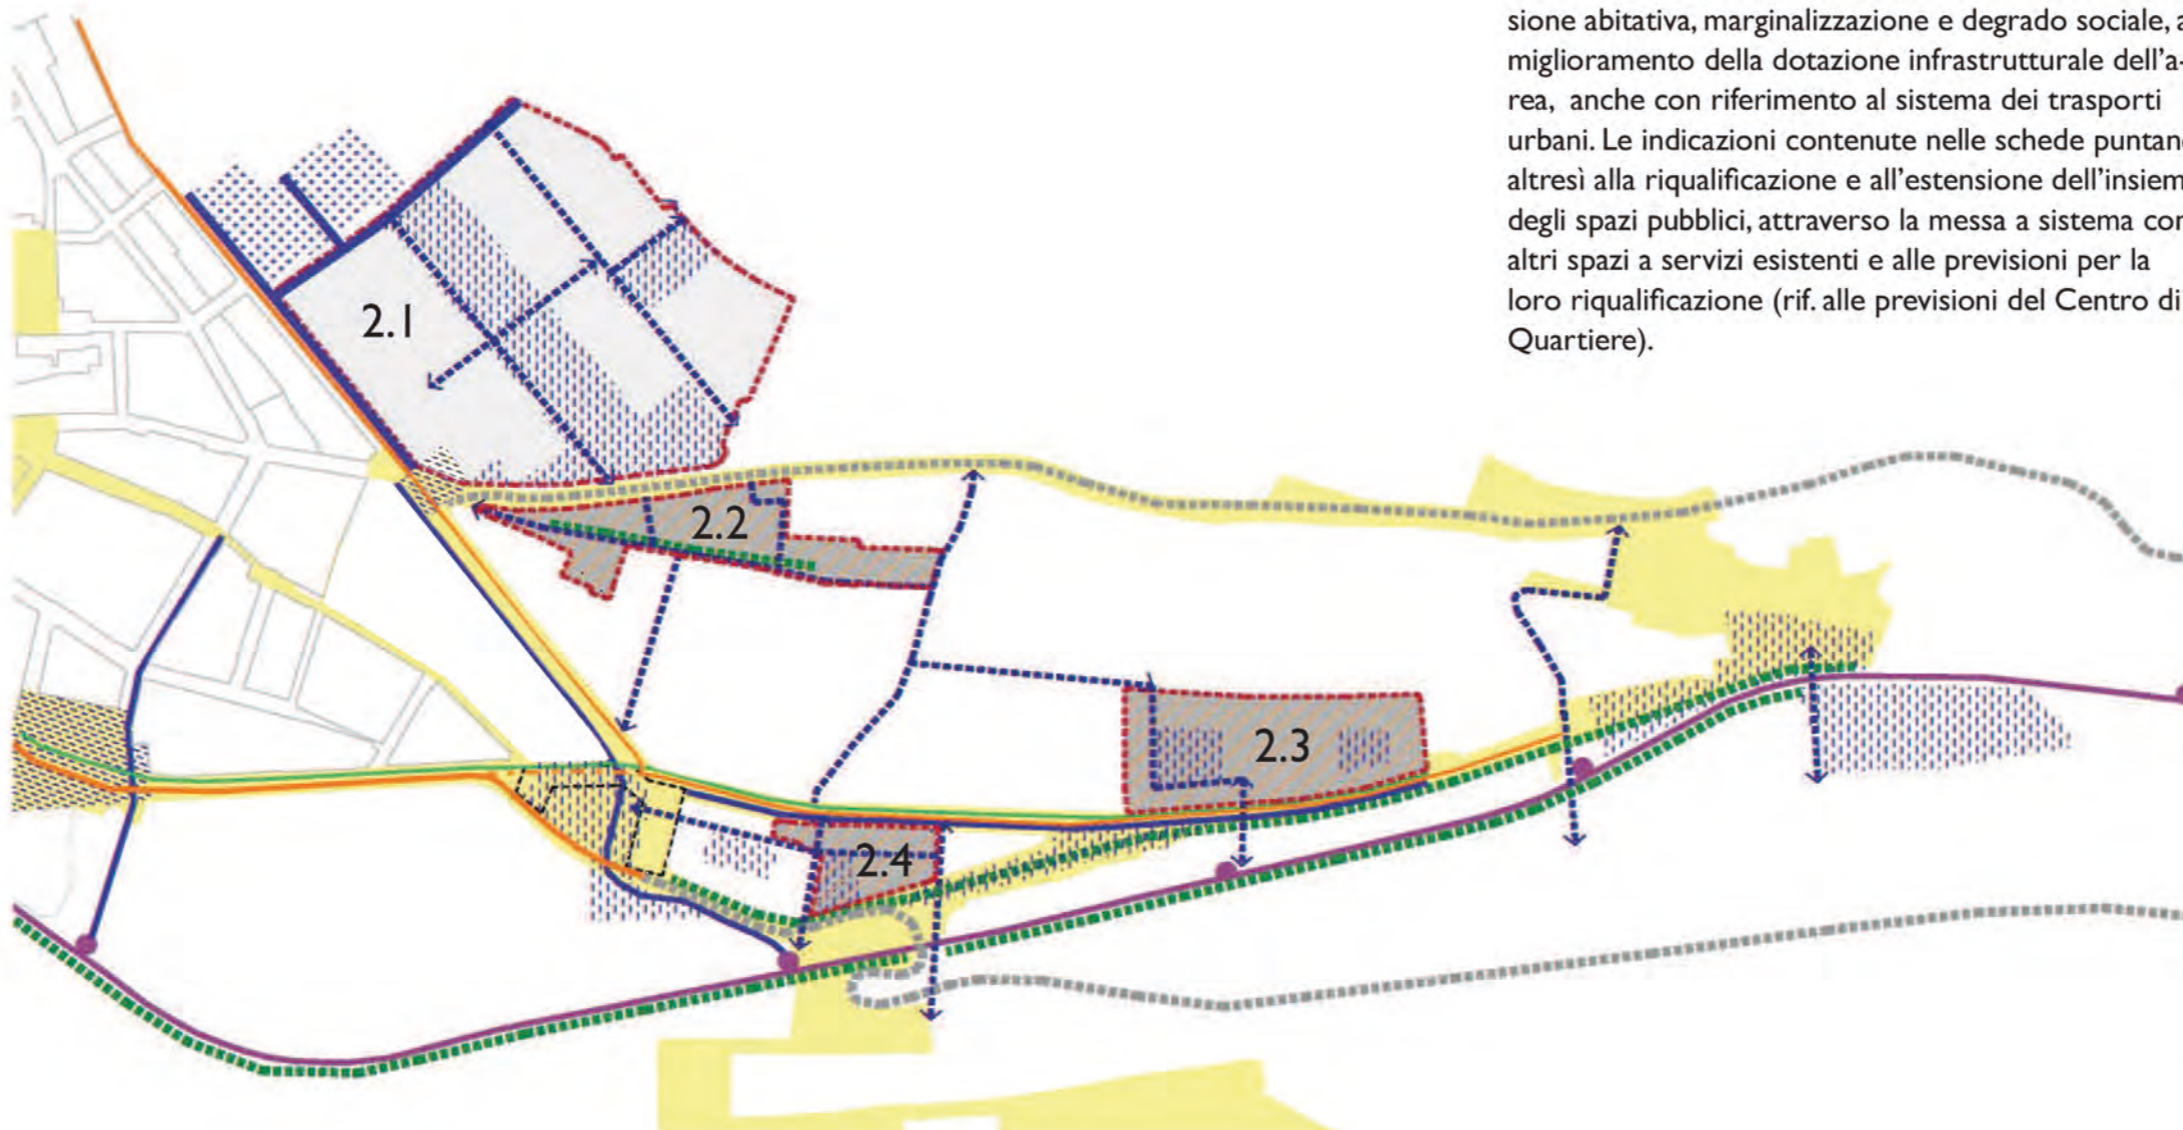 sione abitativa, marginalizzazione e degrado sociale, a
miglioramento della dotazione infrastrutturale dell'a-
rea, anche con riferimento al sistema dei trasporti
urbani. Le indicazioni contenute nelle schede puntan
altresì alla riqualificazione e all'estensione dell'insiem
degli spazi pubblici, attraverso la messa a sistema con
altri spazi a servizi esistenti e alle previsioni per la
loro riqualificazione (rif. alle previsioni del Centro di
Quartiere).
2.1
2.2
2.3
2.4